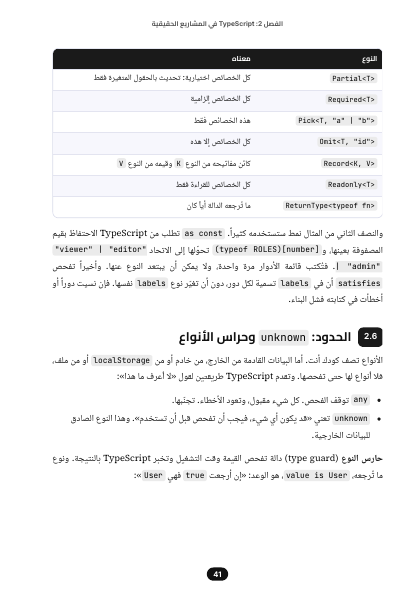 الفصل 2: TypeScript في المشاريع الحقيقية
النوع معناه
Partial<T> كل الخصائص اختيارية: تحديث بالحقول المتغيرة فقط
Required<T> كل الخصائص إلزامية
Pick<T, "a" | "b"> هذه الخصائص فقط
Omit<T, "id"> كل الخصائص إلا هذه
Record<K, V> كائن مفاتيحه من النوع K وقيمه من النوع V
Readonly<T> كل الخصائص للقراءة فقط
ReturnType<typeof fn> ما تُرجعه الدالة أياً كان
والنصف الثاني من المثال نمط ستستخدمه كثيراً. as const تطلب من TypeScript الاحتفاظ بقيم
المصفوفة بعينها، و (typeof ROLES)[number] تحوّلها إلى الاتحاد "viewer" | "editor"
| "admin". فتُكتب قائمة الأدوار مرة واحدة، ولا يمكن أن يبتعد النوع عنها. وأخيراً تفحص
satisfies أن في labels تسمية لكل دور، دون أن تغيّر نوع labels نفسها. فإن نسيت دوراً أو
أخطأت في كتابته فشل البناء.
2.6 الحدود: unknown وحراس الأنواع
الأنواع تصف كودك أنت. أما البيانات القادمة من الخارج، من خادم أو من localStorage أو من ملف،
فلا أنواع لها حتى تفحصها. وتقدم TypeScript طريقتين لقول «لا أعرف ما هذا»:
• any توقف الفحص. كل شيء مقبول، وتعود الأخطاء. تجنّبها.
• unknown تعني «قد يكون أي شيء، فيجب أن تفحص قبل أن تستخدم». وهذا النوع الصادق
للبيانات الخارجية.
حارس النوع (type guard) دالة تفحص القيمة وقت التشغيل وتخبر TypeScript بالنتيجة. ونوع
ما تُرجعه، value is User، هو الوعد: «إن أرجعت true فهي User»:
41